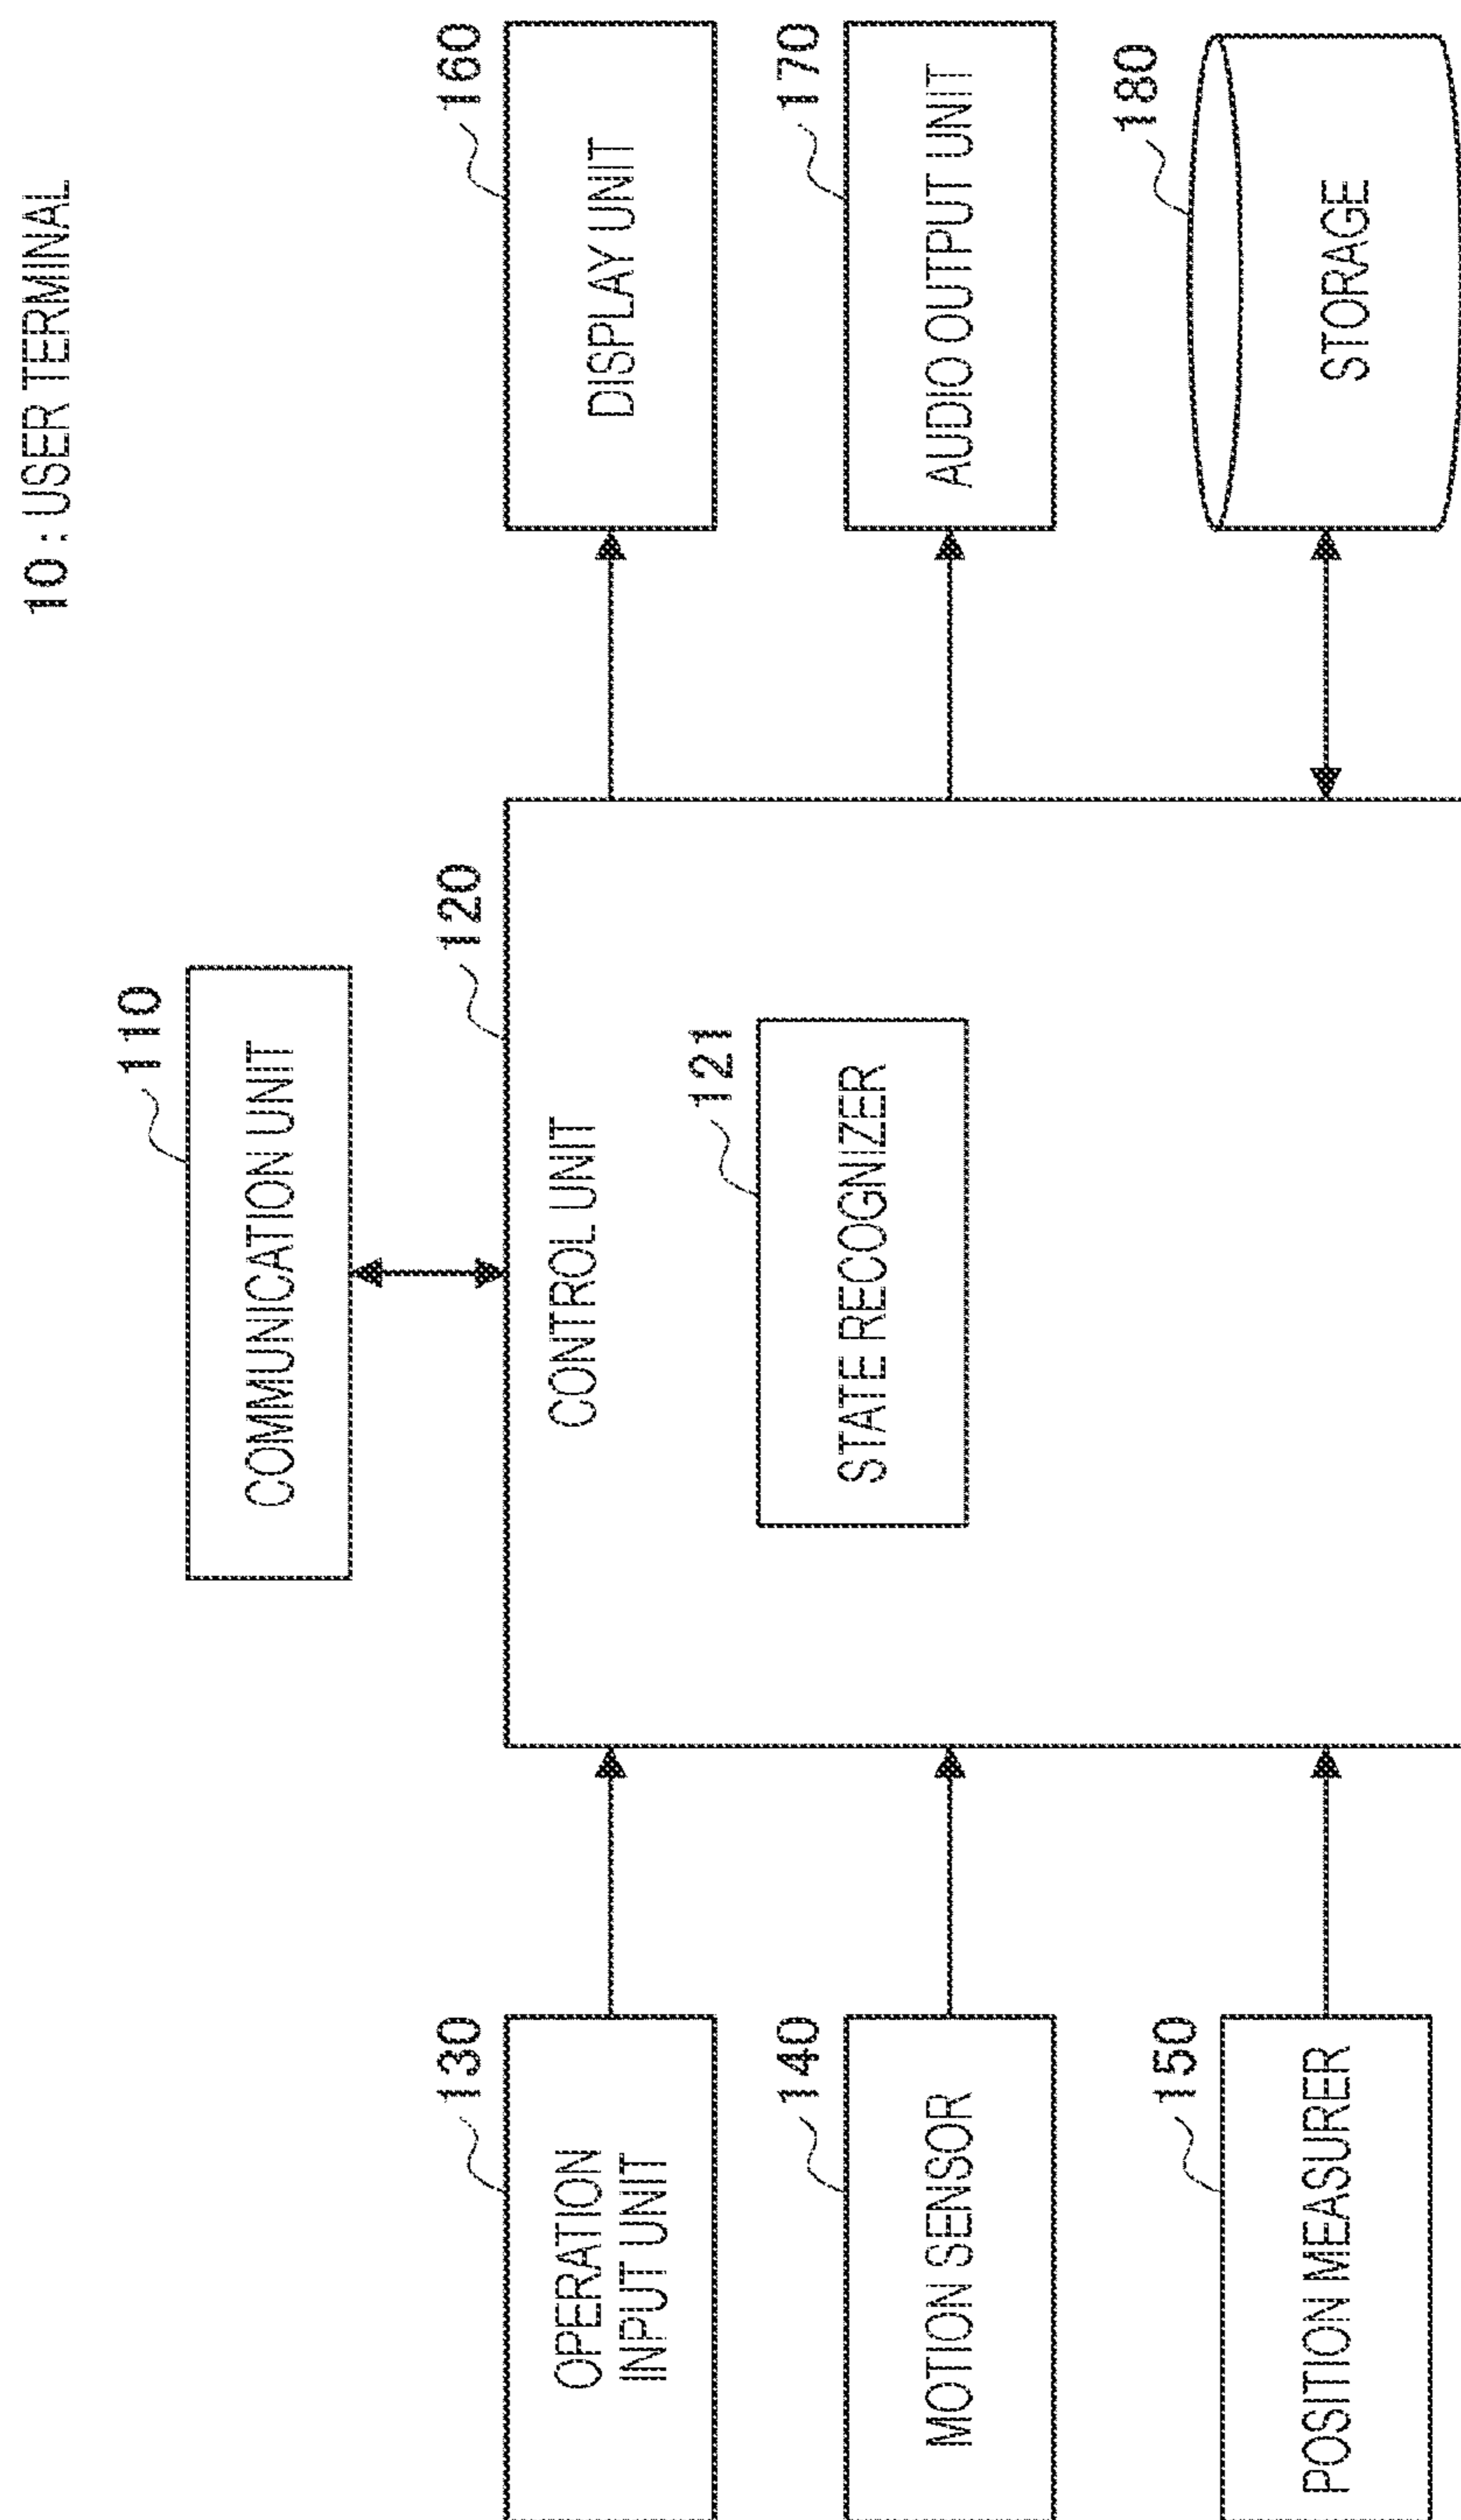 10 : USER TERMINAL
110
COMMUNICATION UNIT
120
CONTROL UNIT
121
STATE RECOGNIZER
130
OPERATION
INPUT UNIT
140
MOTION SENSOR
150
POSITION MEASURER
160
DISPLAY UNIT
170
AUDIO OUTPUT UNIT
180
STORAGE